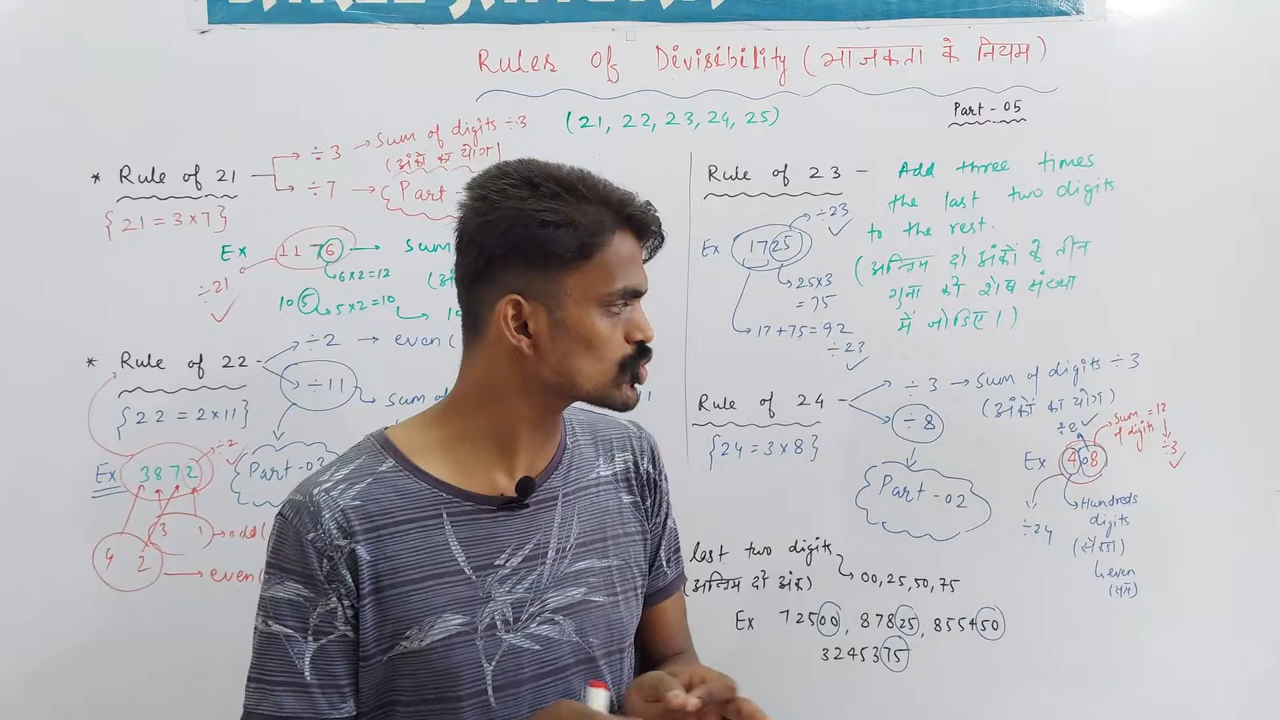 Rules of Divisibility (भाजकता के नियम)
Part - 05
(21, 22, 23, 24, 25)
* Rule of 21
÷3 → Sum of digits ÷3
(अंकों का योग)
÷7 → Part -
{21 = 3×7}
Ex 1176 → Sum
6×2=12
÷21
105
5×2=10
* Rule of 22
÷2 → even (
÷11
Sum of
{22 = 2×11}
Part-03
Ex 3872
÷2
3 1 → odd(
4 2 → even(
Rule of 23 – Add three times
the last two digits
to the rest.
(अन्तिम दो अंकों के तीन
गुना को शेष संख्या
में जोडिए।)
Ex 1725
÷23
25×3
= 75
17+75=92
÷23
Rule of 24
÷3 → Sum of digits ÷3
(अंकों का योग)
÷8
{24 = 3×8}
Part-02
Ex 408
÷8
Sum of digits = 12
÷3
÷24
Hundreds
digits
(सैकड़ा)
even
(सम)
last two digits
(अन्तिम दो अंक)
00,25,50,75
Ex 72500, 87825, 855450
3245375